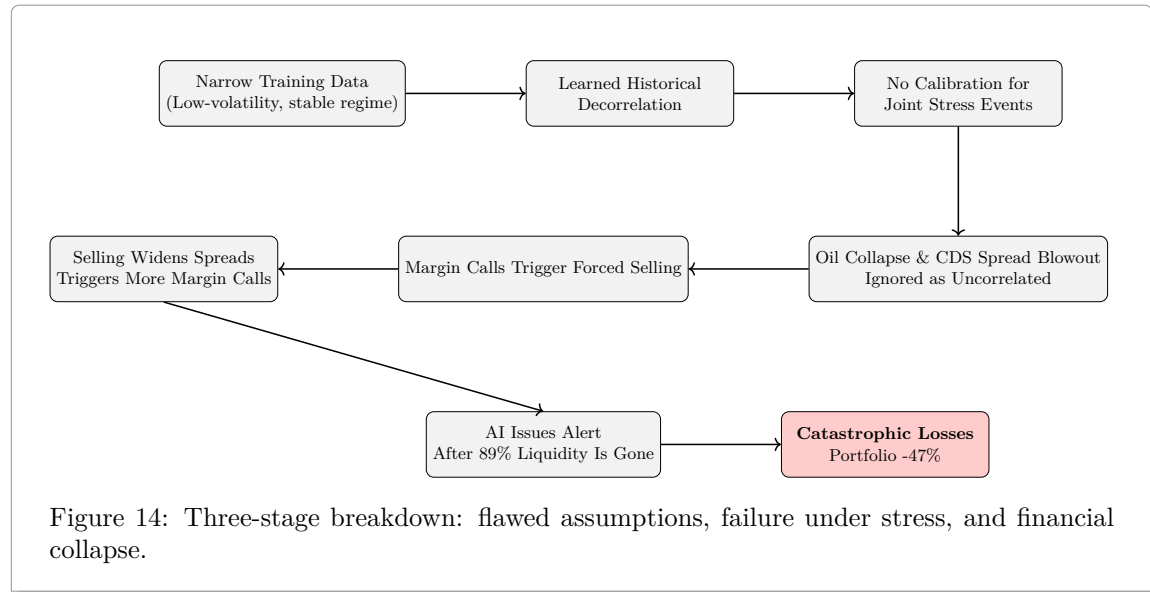 Narrow Training Data
(Low-volatility, stable regime)
Learned Historical
Decorrelation
No Calibration for
Joint Stress Events
Oil Collapse & CDS Spread Blowout
Ignored as Uncorrelated
Margin Calls Trigger Forced Selling
Selling Widens Spreads
Triggers More Margin Calls
AI Issues Alert
After 89% Liquidity Is Gone
Catastrophic Losses
Portfolio -47%
Figure 14: Three-stage breakdown: flawed assumptions, failure under stress, and financial
collapse.